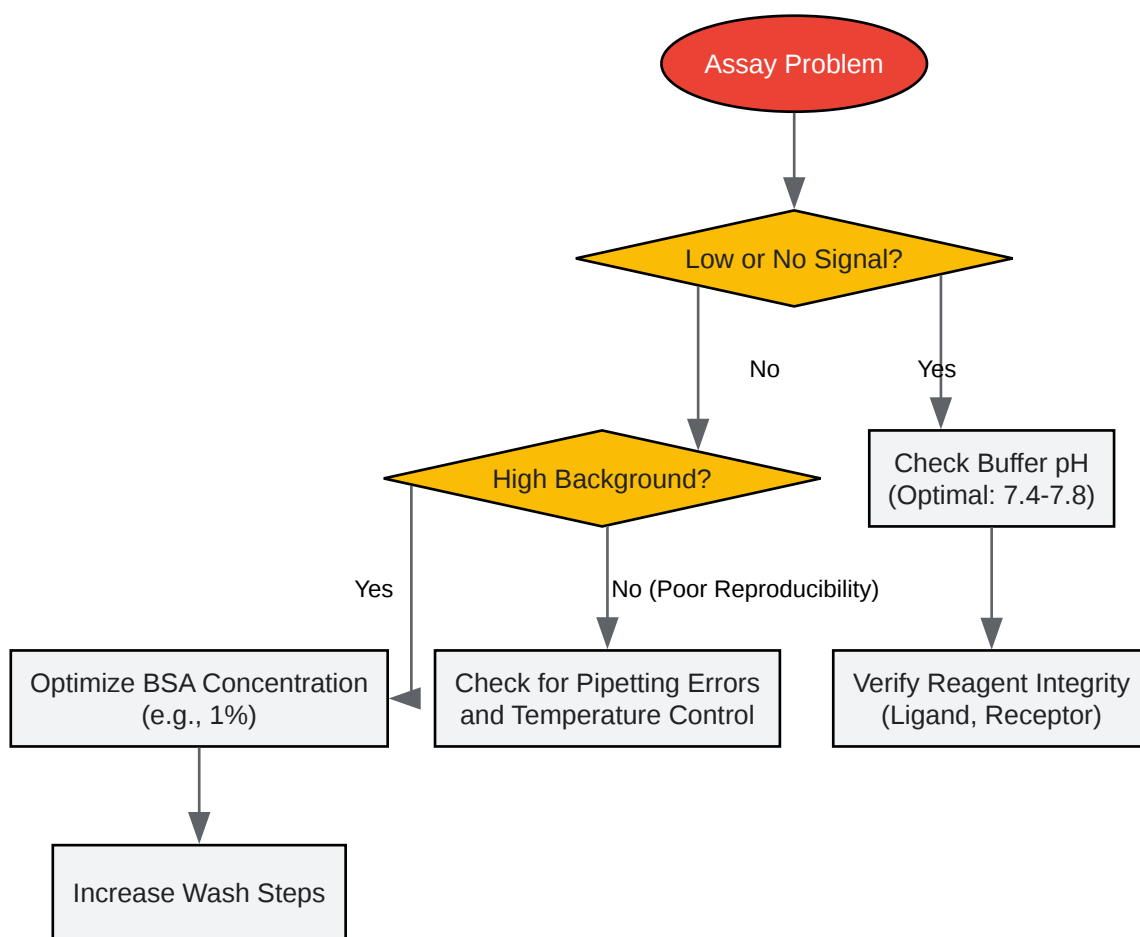 Assay Problem
Low or No Signal?
No
Yes
High Background?
Check Buffer pH
(Optimal: 7.4-7.8)
Yes
No (Poor Reproducibility)
Optimize BSA Concentration
(e.g., 1%)
Check for Pipetting Errors
and Temperature Control
Verify Reagent Integrity
(Ligand, Receptor)
Increase Wash Steps